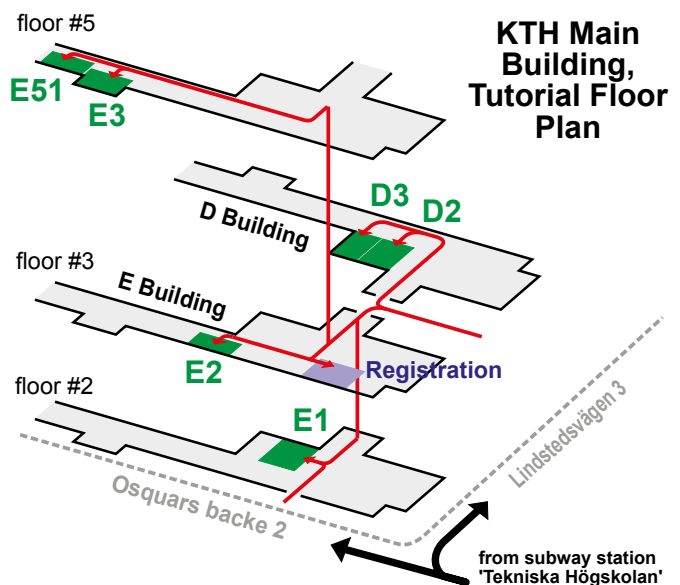 floor #5
KTH Main
Building,
Tutorial Floor
Plan
E51
E3
D3
D2
D Building
floor #3
E Building
E2
Registration
floor #2
E1
Lindstedsvägen 3
Osquars backe 2
from subway station
'Tekniska Högskolan'